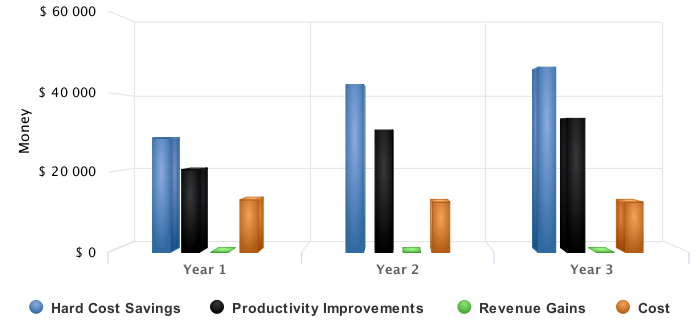 $ 60 000
$ 40 000
$ 20 000
$ 0
Money
Year 1 Year 2 Year 3
Hard Cost Savings Productivity Improvements Revenue Gains Cost